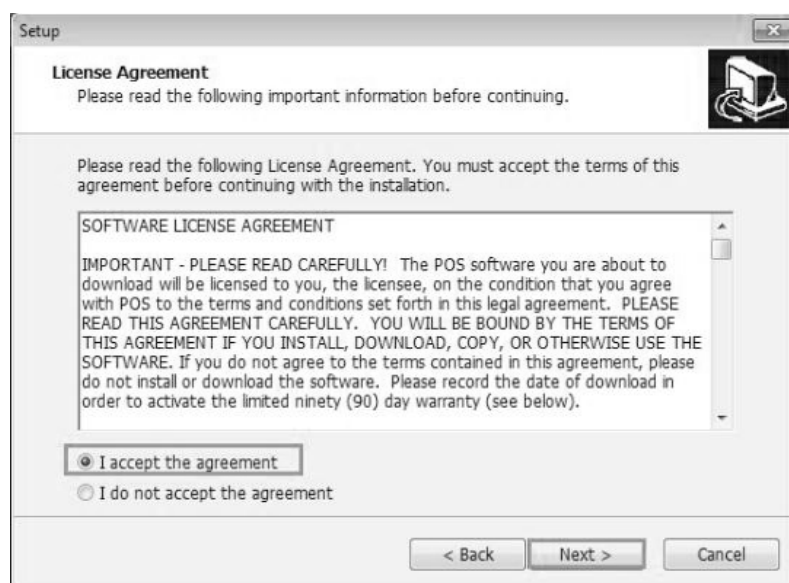 Setup
License Agreement
Please read the following important information before continuing.
Please read the following License Agreement. You must accept the terms of this
agreement before continuing with the installation.
SOFTWARE LICENSE AGREEMENT
IMPORTANT - PLEASE READ CAREFULLY!  The POS software you are about to
download will be licensed to you, the licensee, on the condition that you agree
with POS to the terms and conditions set forth in this legal agreement.  PLEASE
READ THIS AGREEMENT CAREFULLY.  YOU WILL BE BOUND BY THE TERMS OF
THIS AGREEMENT IF YOU INSTALL, DOWNLOAD, COPY, OR OTHERWISE USE THE
SOFTWARE. If you do not agree to the terms contained in this agreement, please
do not install or download the software.  Please record the date of download in
order to activate the limited ninety (90) day warranty (see below).
I accept the agreement
I do not accept the agreement
< Back Next > Cancel